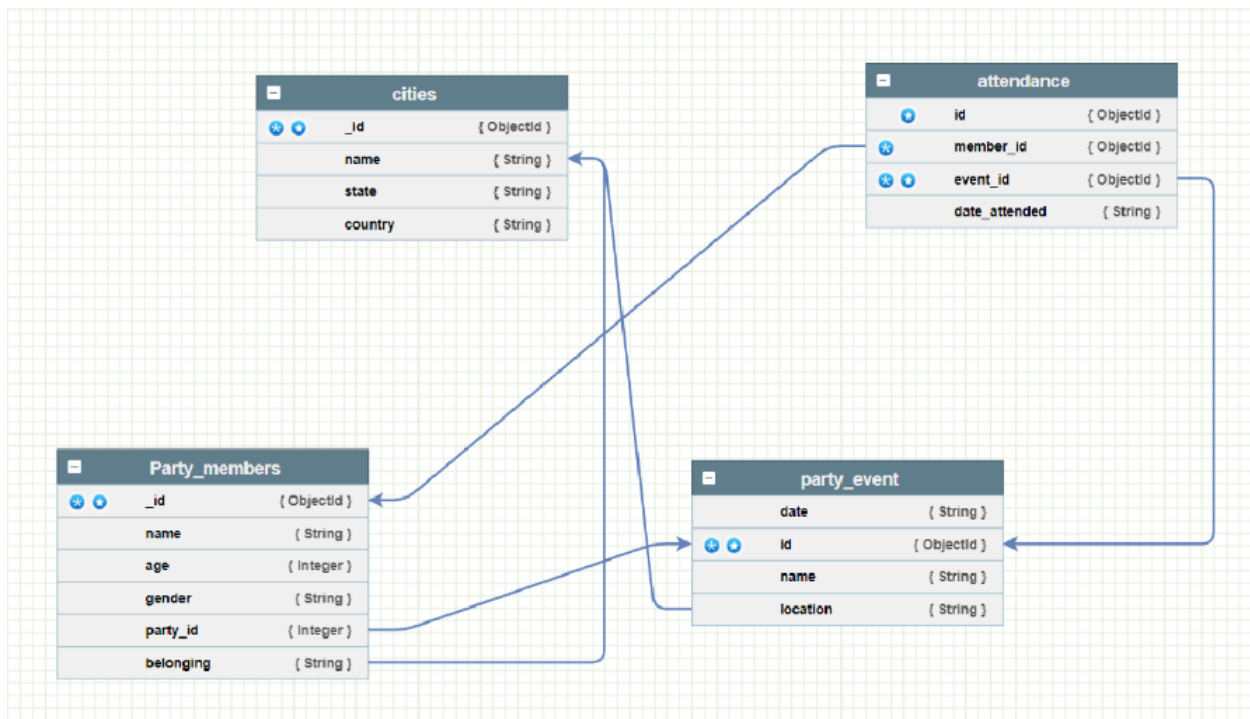 cities
_id { ObjectId }
name { String }
state { String }
country { String }
attendance
id { ObjectId }
member_id { ObjectId }
event_id { ObjectId }
date_attended { String }
Party_members
_id { ObjectId }
name { String }
age { Integer }
gender { String }
party_id { Integer }
belonging { String }
party_event
date { String }
id { ObjectId }
name { String }
location { String }